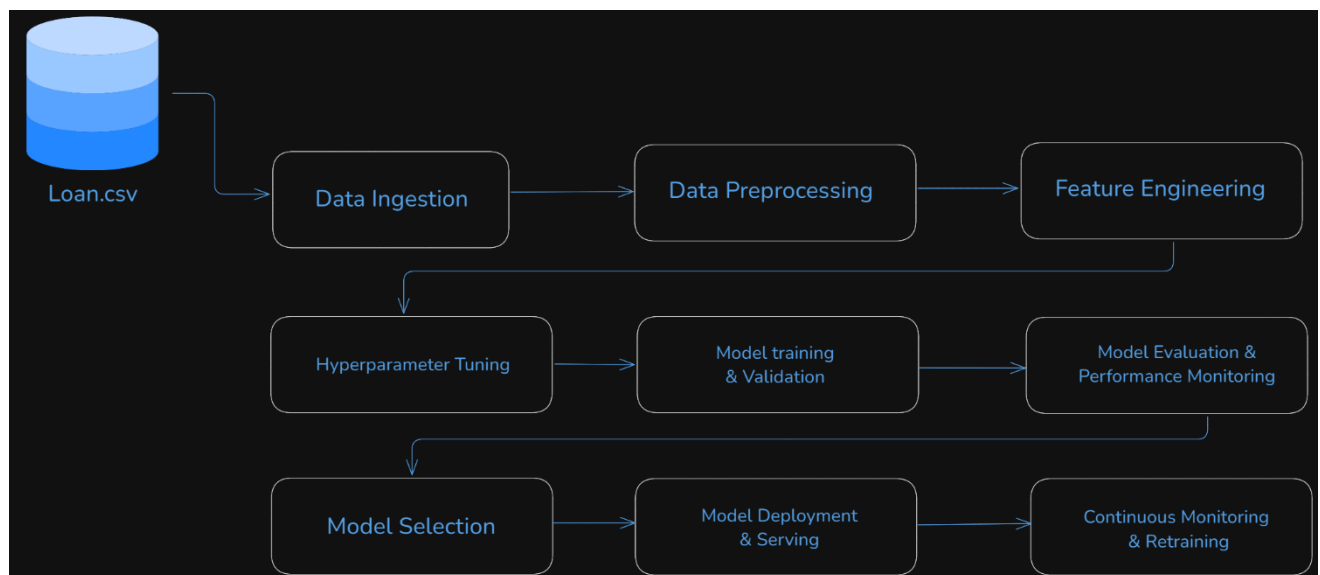 Loan.csv
Data Ingestion
Data Preprocessing
Feature Engineering
Hyperparameter Tuning
Model training
& Validation
Model Evaluation &
Performance Monitoring
Model Selection
Model Deployment
& Serving
Continuous Monitoring
& Retraining